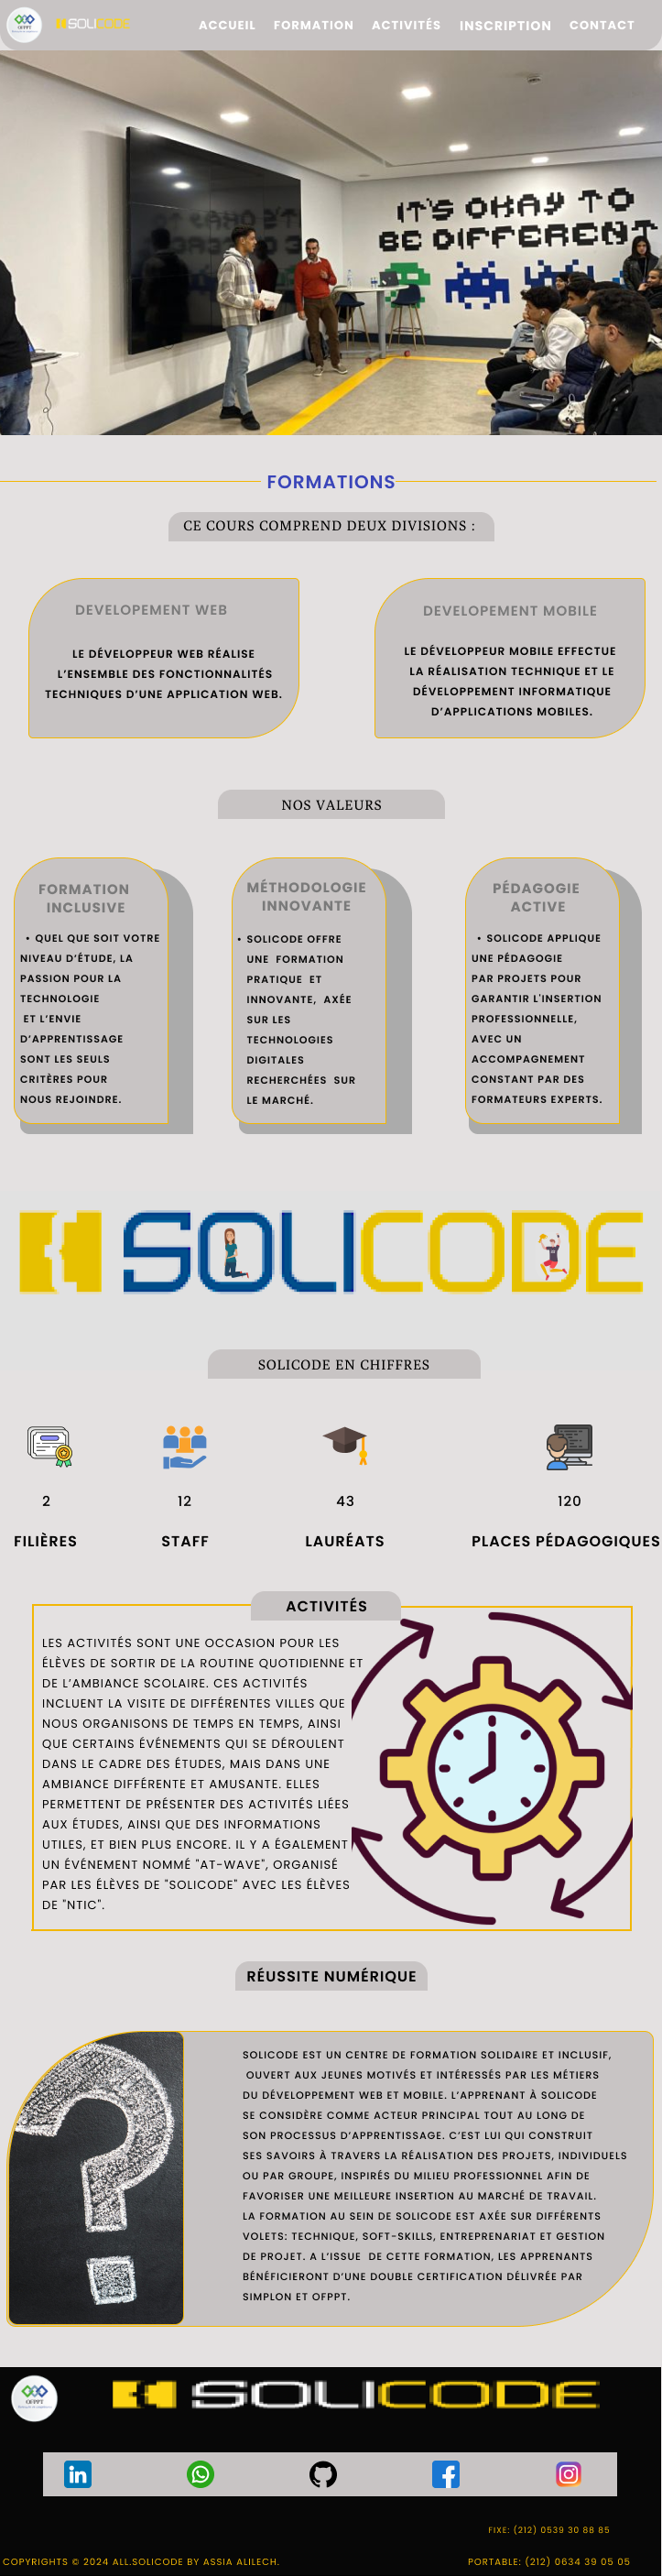 OFPPT
SOLICODE
ACCUEIL FORMATION ACTIVITÉS INSCRIPTION CONTACT
IT'S OKAY TO
BE DIFFERENT
FORMATIONS
CE COURS COMPREND DEUX DIVISIONS :
DEVELOPEMENT WEB
LE DÉVELOPPEUR WEB RÉALISE
L'ENSEMBLE DES FONCTIONNALITÉS
TECHNIQUES D'UNE APPLICATION WEB.
DEVELOPEMENT MOBILE
LE DÉVELOPPEUR MOBILE EFFECTUE
LA RÉALISATION TECHNIQUE ET LE
DÉVELOPPEMENT INFORMATIQUE
D'APPLICATIONS MOBILES.
NOS VALEURS
FORMATION
INCLUSIVE
• QUEL QUE SOIT VOTRE
NIVEAU D'ÉTUDE, LA
PASSION POUR LA
TECHNOLOGIE
ET L'ENVIE
D'APPRENTISSAGE
SONT LES SEULS
CRITÈRES POUR
NOUS REJOINDRE.
MÉTHODOLOGIE
INNOVANTE
• SOLICODE OFFRE
UNE FORMATION
PRATIQUE ET
INNOVANTE, AXÉE
SUR LES
TECHNOLOGIES
DIGITALES
RECHERCHÉES SUR
LE MARCHÉ.
PÉDAGOGIE
ACTIVE
• SOLICODE APPLIQUE
UNE PÉDAGOGIE
PAR PROJETS POUR
GARANTIR L'INSERTION
PROFESSIONNELLE,
AVEC UN
ACCOMPAGNEMENT
CONSTANT PAR DES
FORMATEURS EXPERTS.
SOLICODE
SOLICODE EN CHIFFRES
2 12 43 120
FILIÈRES STAFF LAURÉATS PLACES PÉDAGOGIQUES
ACTIVITÉS
LES ACTIVITÉS SONT UNE OCCASION POUR LES
ÉLÈVES DE SORTIR DE LA ROUTINE QUOTIDIENNE ET
DE L'AMBIANCE SCOLAIRE. CES ACTIVITÉS
INCLUENT LA VISITE DE DIFFÉRENTES VILLES QUE
NOUS ORGANISONS DE TEMPS EN TEMPS, AINSI
QUE CERTAINS ÉVÉNEMENTS QUI SE DÉROULENT
DANS LE CADRE DES ÉTUDES, MAIS DANS UNE
AMBIANCE DIFFÉRENTE ET AMUSANTE. ELLES
PERMETTENT DE PRÉSENTER DES ACTIVITÉS LIÉES
AUX ÉTUDES, AINSI QUE DES INFORMATIONS
UTILES, ET BIEN PLUS ENCORE. IL Y A ÉGALEMENT
UN ÉVÉNEMENT NOMMÉ "AT-WAVE", ORGANISÉ
PAR LES ÉLÈVES DE "SOLICODE" AVEC LES ÉLÈVES
DE "NTIC".
RÉUSSITE NUMÉRIQUE
?
SOLICODE EST UN CENTRE DE FORMATION SOLIDAIRE ET INCLUSIF,
OUVERT AUX JEUNES MOTIVÉS ET INTÉRESSÉS PAR LES MÉTIERS
DU DÉVELOPPEMENT WEB ET MOBILE. L'APPRENANT À SOLICODE
SE CONSIDÈRE COMME ACTEUR PRINCIPAL TOUT AU LONG DE
SON PROCESSUS D'APPRENTISSAGE. C'EST LUI QUI CONSTRUIT
SES SAVOIRS À TRAVERS LA RÉALISATION DES PROJETS, INDIVIDUELS
OU PAR GROUPE, INSPIRÉS DU MILIEU PROFESSIONNEL AFIN DE
FAVORISER UNE MEILLEURE INSERTION AU MARCHÉ DE TRAVAIL.
LA FORMATION AU SEIN DE SOLICODE EST AXÉE SUR DIFFÉRENTS
VOLETS: TECHNIQUE, SOFT-SKILLS, ENTREPRENARIAT ET GESTION
DE PROJET. A L'ISSUE DE CETTE FORMATION, LES APPRENANTS
BÉNÉFICIERONT D'UNE DOUBLE CERTIFICATION DÉLIVRÉE PAR
SIMPLON ET OFPPT.
OFPPT
SOLICODE
in
FIXE: (212) 0539 30 88 85
COPYRIGHTS © 2024 ALL.SOLICODE BY ASSIA ALILECH.
PORTABLE: (212) 0634 39 05 05